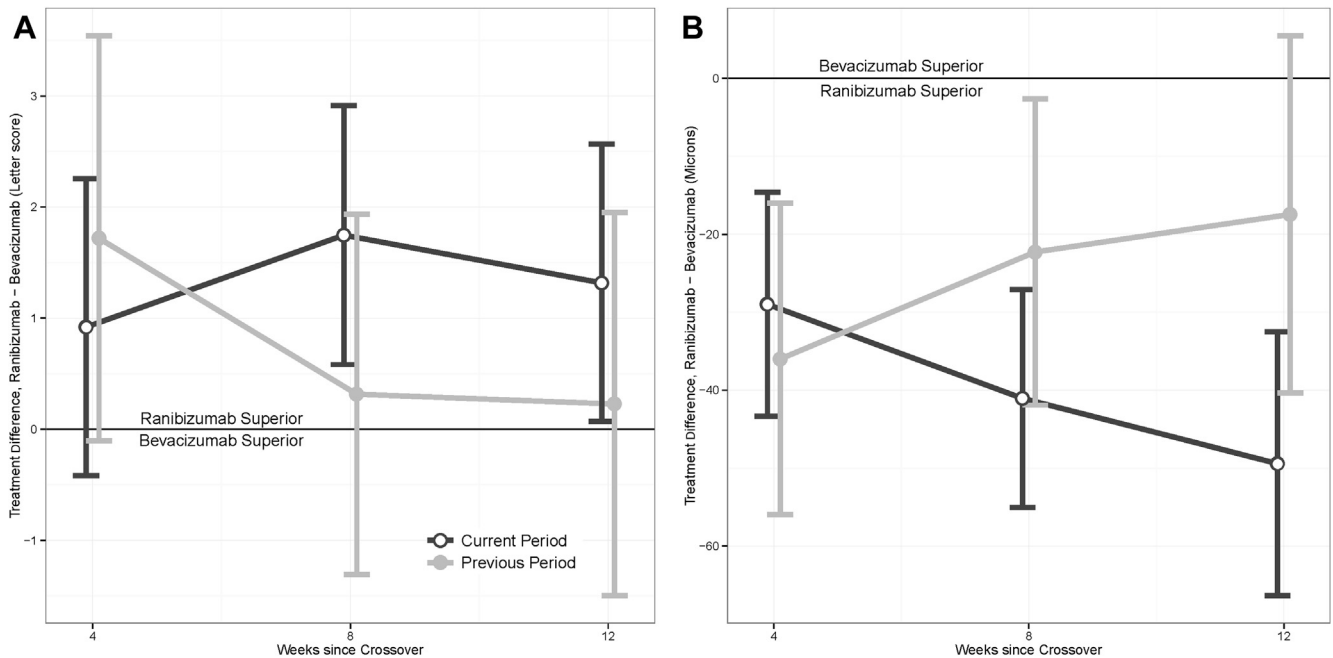 A
Treatment Difference, Ranibizumab − Bevacizumab (Letter score)
3
2
1
0
−1
Ranibizumab Superior
Bevacizumab Superior
Current Period
Previous Period
4
8
12
Weeks since Crossover
B
Treatment Difference, Ranibizumab − Bevacizumab (Microns)
0
−20
−40
−60
Bevacizumab Superior
Ranibizumab Superior
4
8
12
Weeks since Crossover